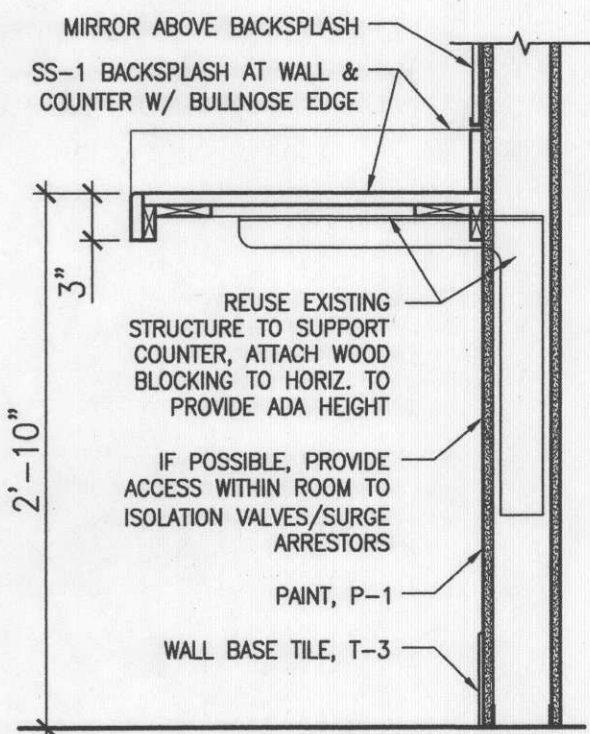 MIRROR ABOVE BACKSPLASH
SS-1 BACKSPLASH AT WALL &
COUNTER W/ BULLNOSE EDGE
3"
2'-10"
REUSE EXISTING
STRUCTURE TO SUPPORT
COUNTER, ATTACH WOOD
BLOCKING TO HORIZ. TO
PROVIDE ADA HEIGHT
IF POSSIBLE, PROVIDE
ACCESS WITHIN ROOM TO
ISOLATION VALVES/SURGE
ARRESTORS
PAINT, P-1
WALL BASE TILE, T-3